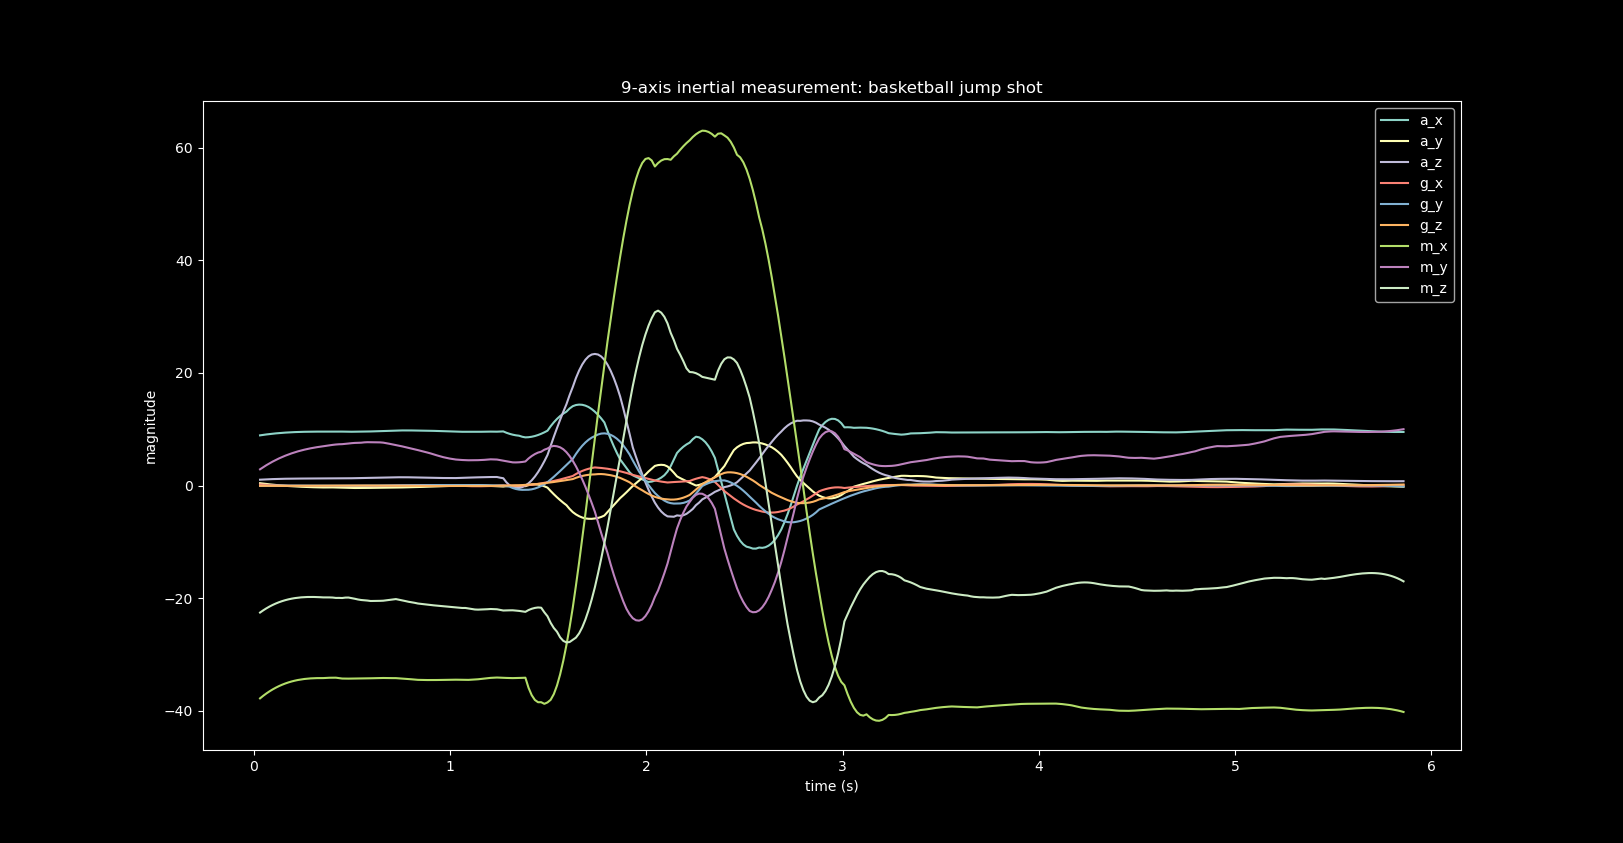 9-axis inertial measurement: basketball jump shot
a_x
a_y
a_z
g_x
g_y
g_z
m_x
m_y
m_z
magnitude
60
40
20
0
−20
−40
0 1 2 3 4 5 6
time (s)